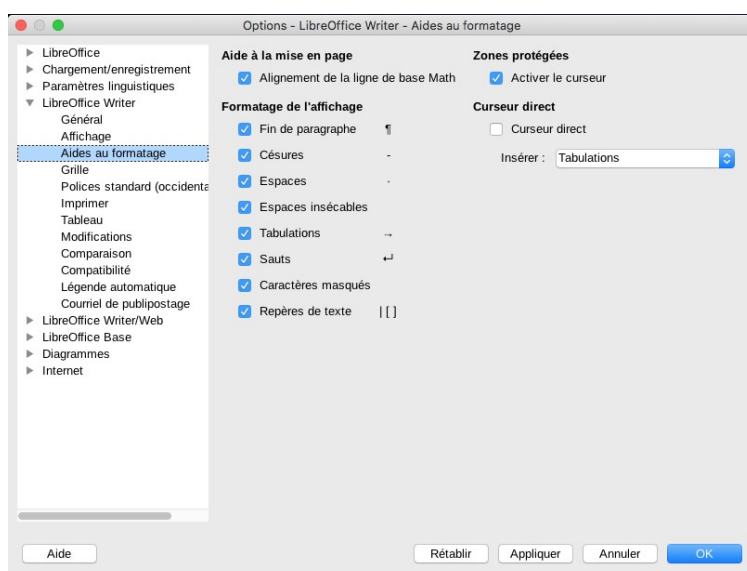 Options - LibreOffice Writer - Aides au formatage
LibreOffice
Chargement/enregistrement
Paramètres linguistiques
LibreOffice Writer
Général
Affichage
Aides au formatage
Grille
Polices standard (occidenta
Imprimer
Tableau
Modifications
Comparaison
Compatibilité
Légende automatique
Courriel de publipostage
LibreOffice Writer/Web
LibreOffice Base
Diagrammes
Internet
Aide à la mise en page
Alignement de la ligne de base Math
Formatage de l'affichage
Fin de paragraphe ¶
Césures -
Espaces ·
Espaces insécables
Tabulations →
Sauts ↵
Caractères masqués
Repères de texte |[]
Zones protégées
Activer le curseur
Curseur direct
Curseur direct
Insérer : Tabulations
Aide Rétablir Appliquer Annuler OK